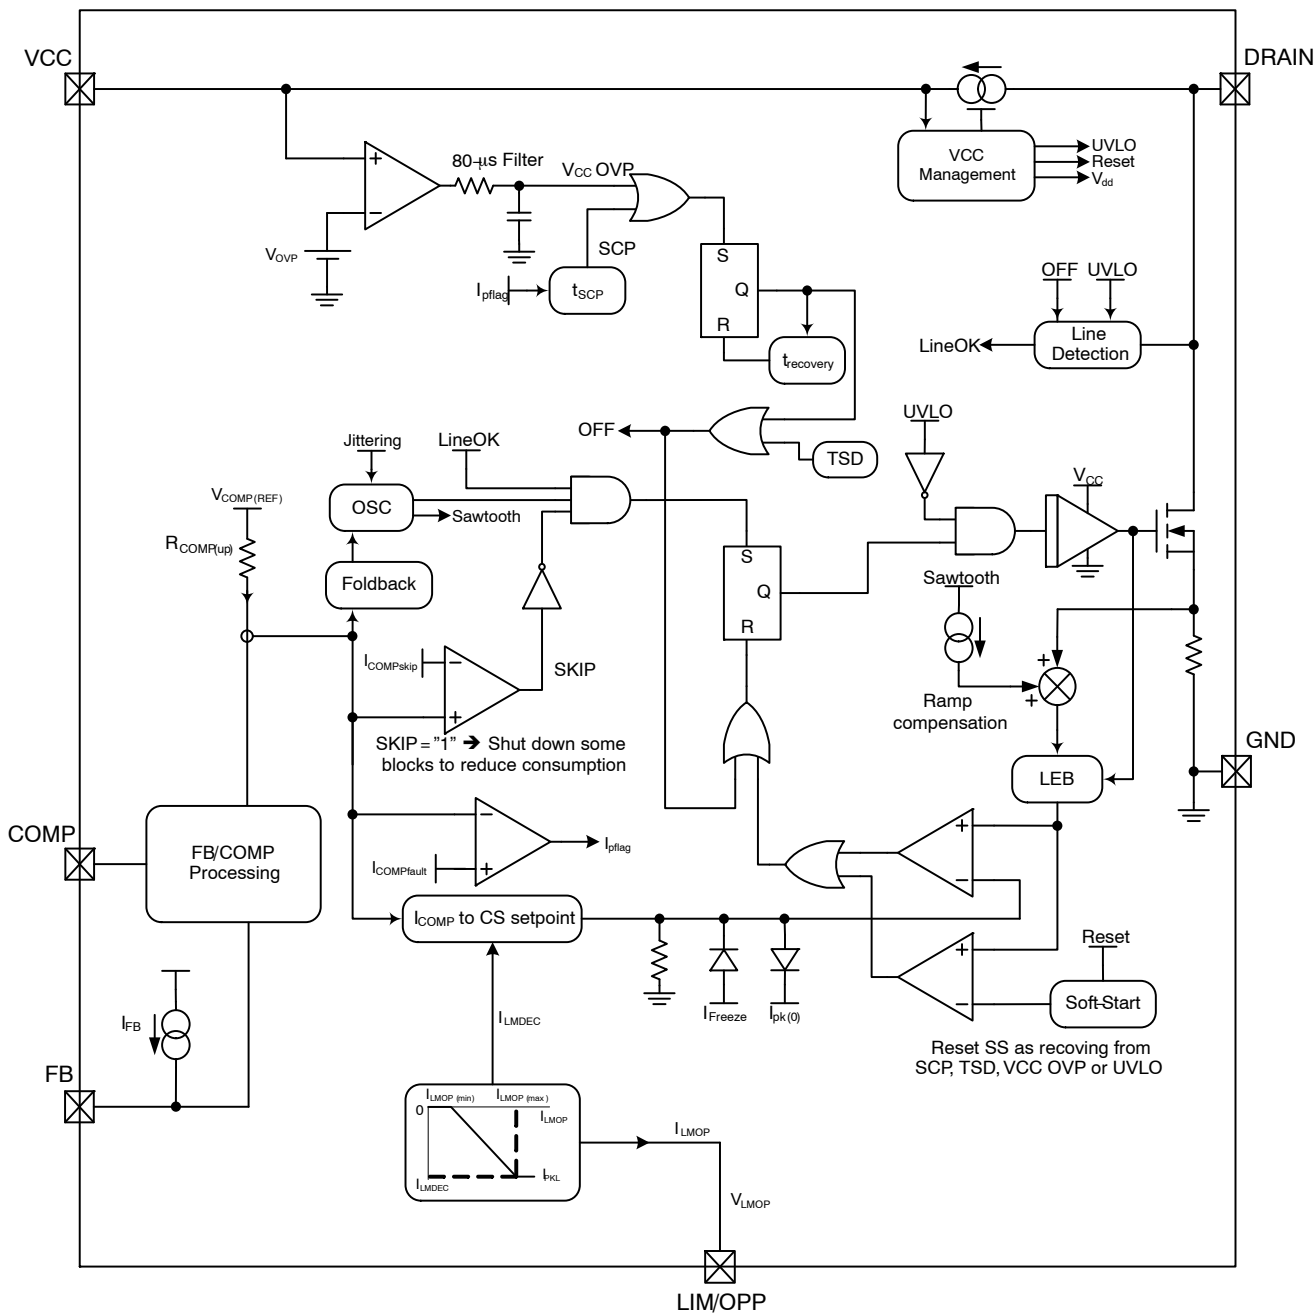 VCC
DRAIN
80-μs Filter
VCC OVP
+
−
VOVP
SCP
Ipflag
tSCP
S
Q
R
trecovery
VCC
Management
UVLO
Reset
Vdd
OFF
UVLO
LineOK
Line
Detection
OFF
TSD
UVLO
VCC
Jittering
LineOK
OSC
Sawtooth
VCOMP(REF)
RCOMP(up)
Foldback
ICOMPskip
−
+
SKIP
SKIP = ”1” ➔ Shut down some
blocks to reduce consumption
S
Q
R
Sawtooth
+
+
Ramp
compensation
LEB
GND
COMP
FB/COMP
Processing
−
+
ICOMPfault
Ipflag
ICOMP to CS setpoint
+
−
+
−
Reset
Soft-Start
IFreeze
Ipk(0)
Reset SS as recoving from
SCP, TSD, VCC OVP or UVLO
IFB
FB
ILMDEC
ILMOP(min)
ILMOP(max)
0
ILMOP
ILMDEC
IPKL
ILMOP
VLMOP
LIM/OPP